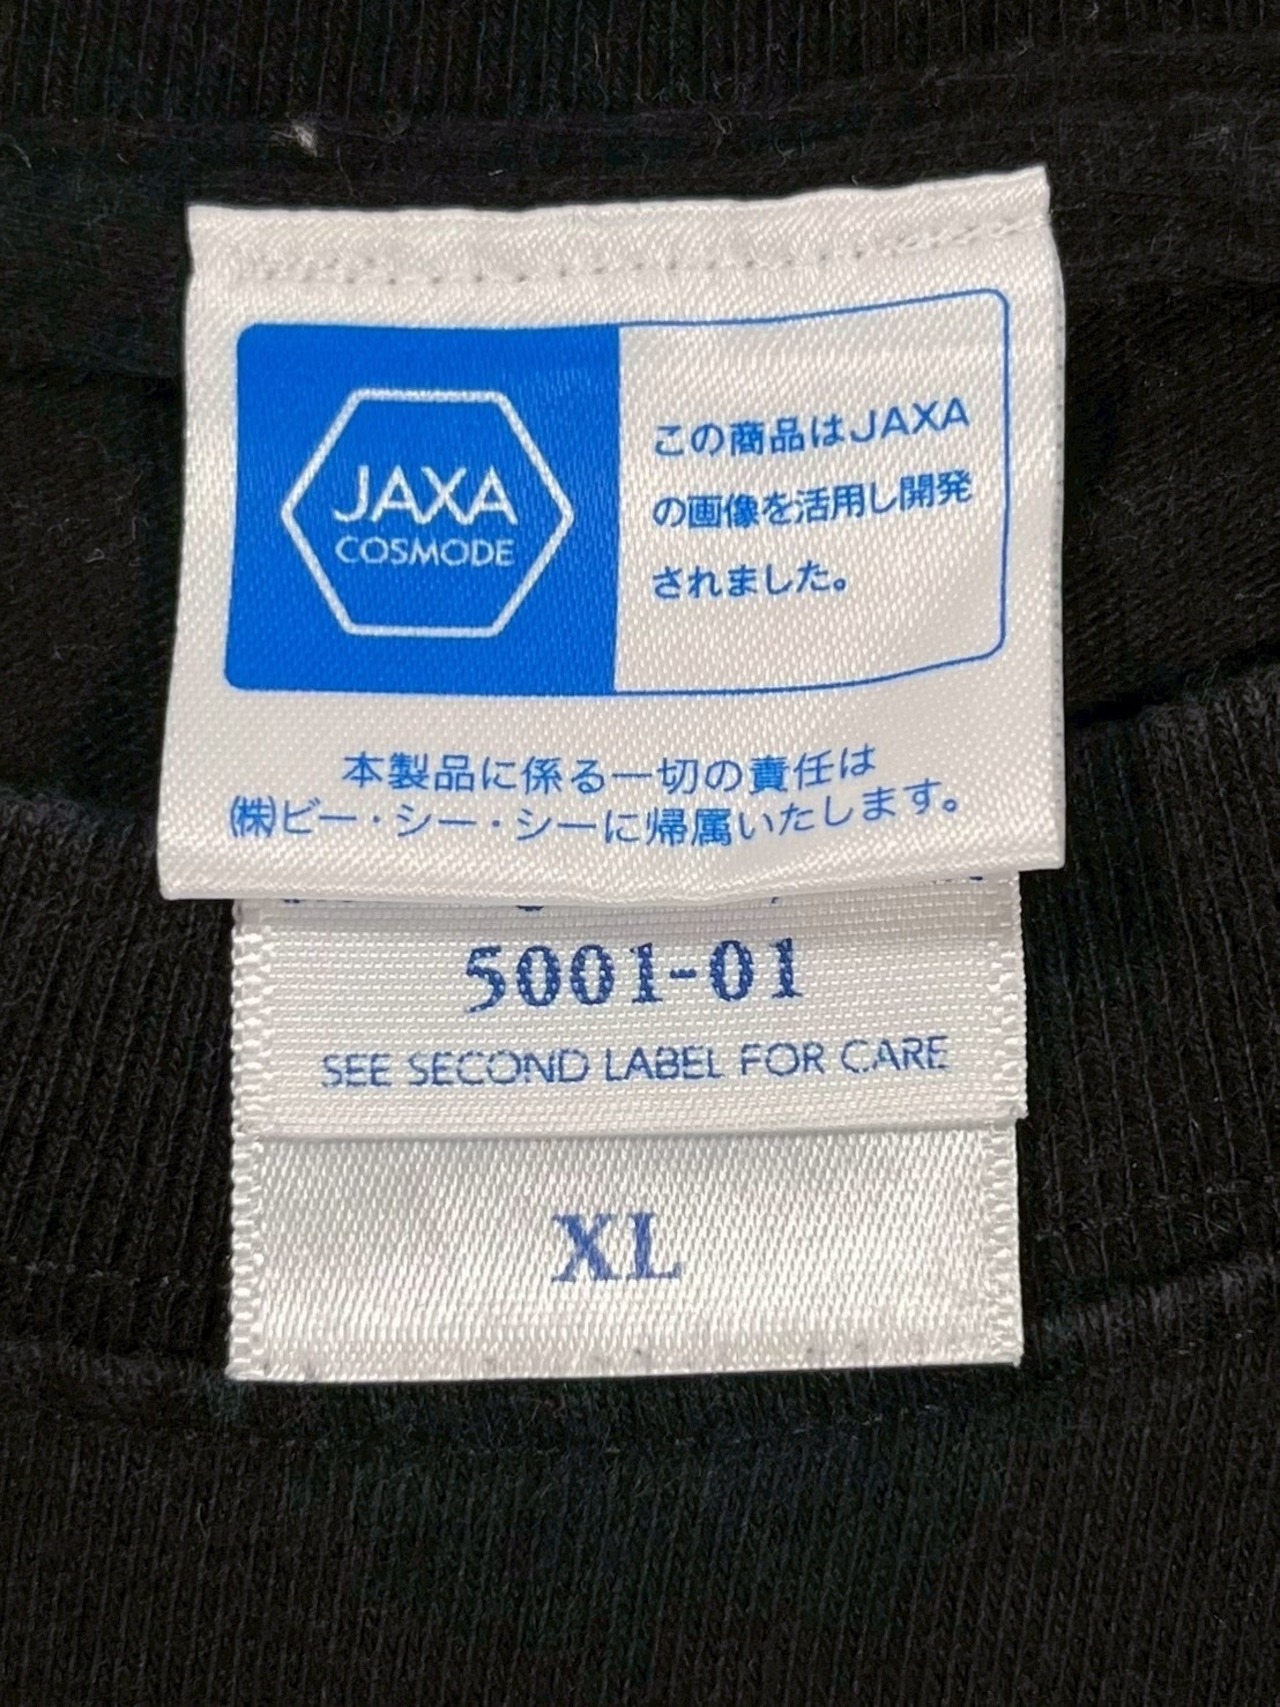 JAXA
COSMODE
この商品はJAXA
の画像を活用し開発
されました。
本製品に係る一切の責任は
(株)ビー・シー・シーに帰属いたします。
5001-01
SEE SECOND LABEL FOR CARE
XL